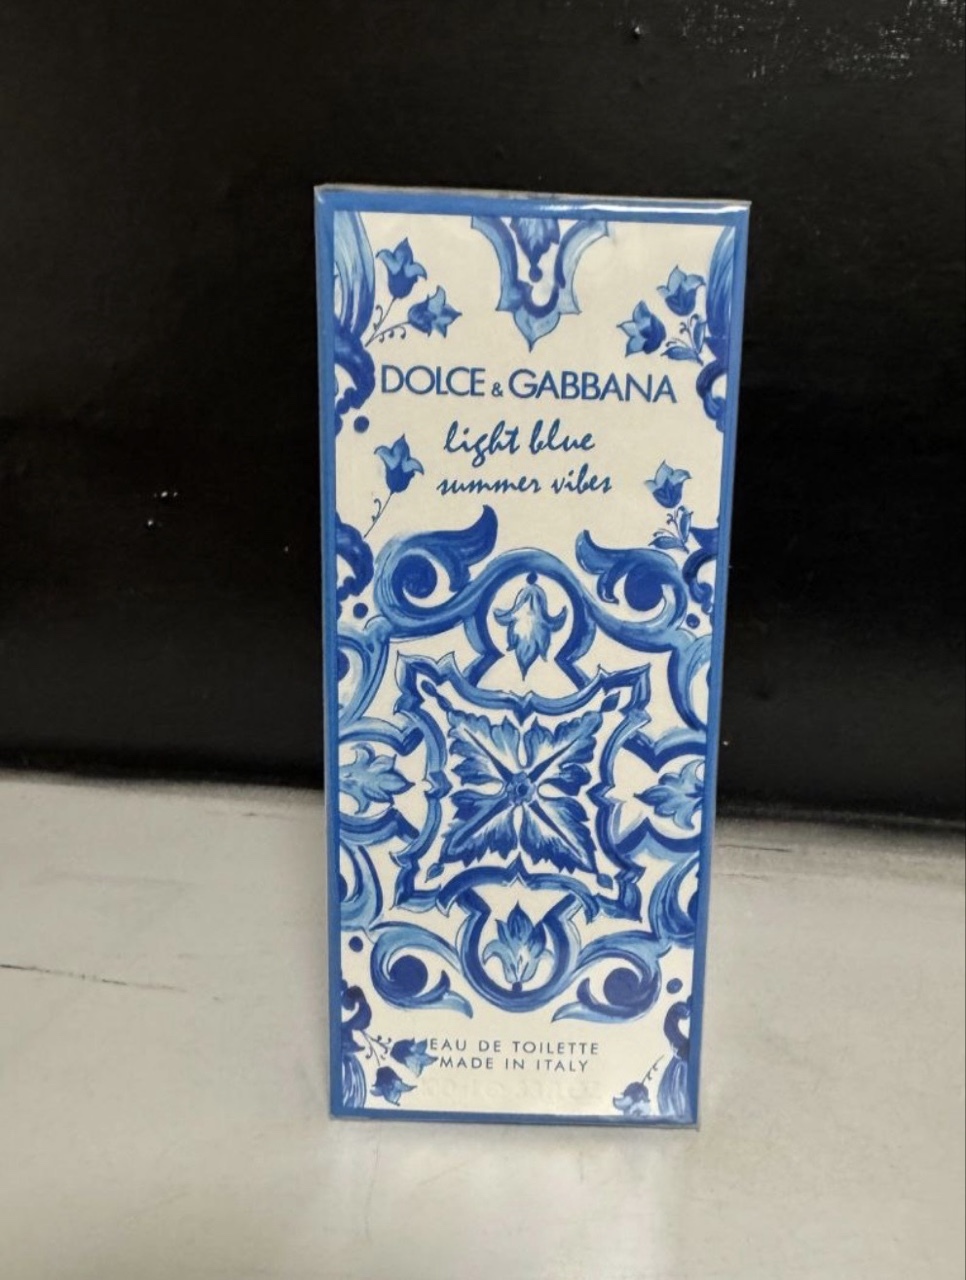 DOLCE & GABBANA
light blue
summer vibes
EAU DE TOILETTE
MADE IN ITALY